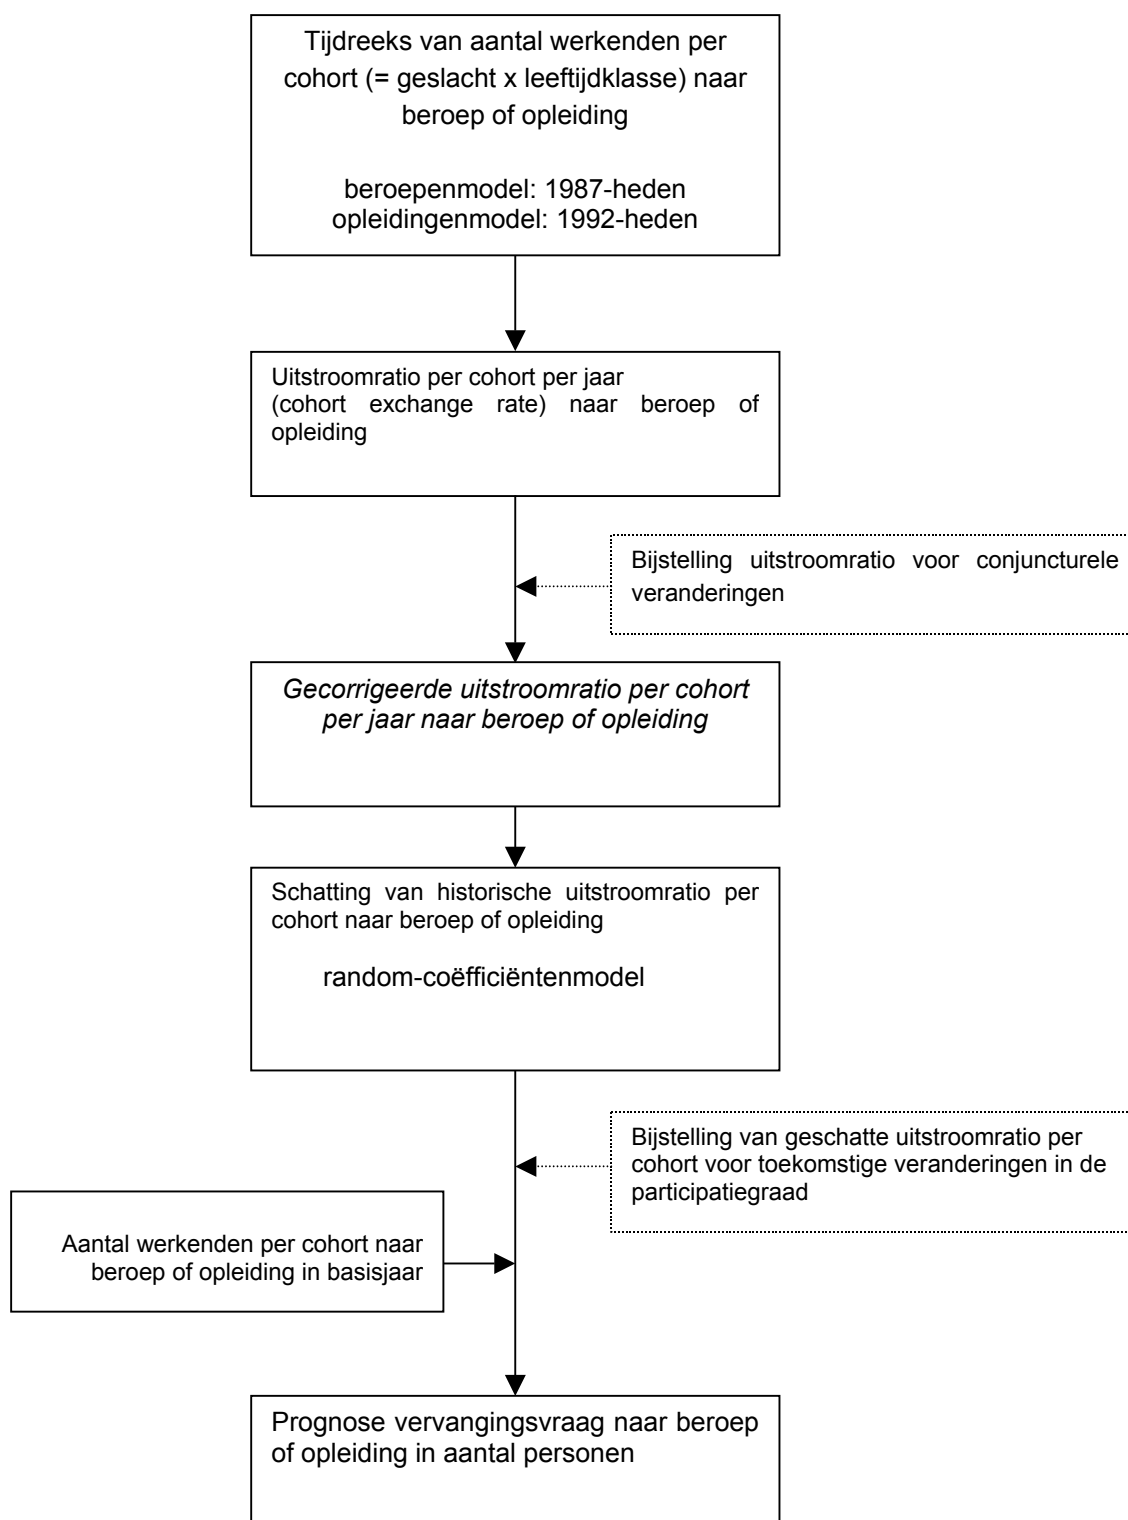 Tijdreeks van aantal werkenden per
cohort (= geslacht x leeftijdklasse) naar
beroep of opleiding
beroepenmodel: 1987-heden
opleidingenmodel: 1992-heden
Uitstroomratio per cohort per jaar
(cohort exchange rate) naar beroep of
opleiding
Bijstelling uitstroomratio voor conjuncturele
veranderingen
Gecorrigeerde uitstroomratio per cohort
per jaar naar beroep of opleiding
Schatting van historische uitstroomratio per
cohort naar beroep of opleiding
random-coëfficiëntenmodel
Bijstelling van geschatte uitstroomratio per
cohort voor toekomstige veranderingen in de
participatiegraad
Aantal werkenden per cohort naar
beroep of opleiding in basisjaar
Prognose vervangingsvraag naar beroep
of opleiding in aantal personen